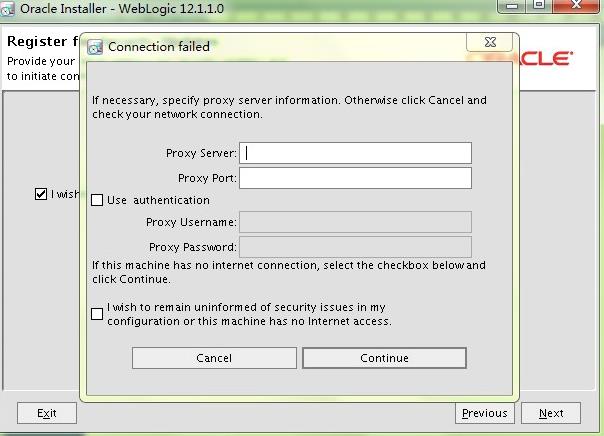 Oracle Installer - WebLogic 12.1.1.0
Register f
Provide your
to initiate con
ORACLE
Connection failed
If necessary, specify proxy server information. Otherwise click Cancel and
check your network connection.
Proxy Server:
Proxy Port:
I wish
Use authentication
Proxy Username:
Proxy Password:
If this machine has no internet connection, select the checkbox below and
click Continue.
I wish to remain uninformed of security issues in my
configuration or this machine has no Internet access.
Cancel
Continue
Exit
Previous
Next